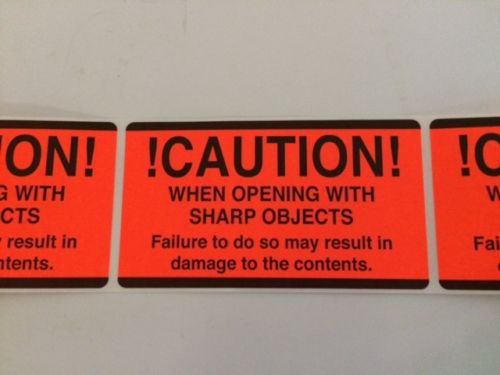 ION!
G WITH
CTS
result in
ntents.
!CAUTION!
WHEN OPENING WITH
SHARP OBJECTS
Failure to do so may result in
damage to the contents.
!C
W
Fai